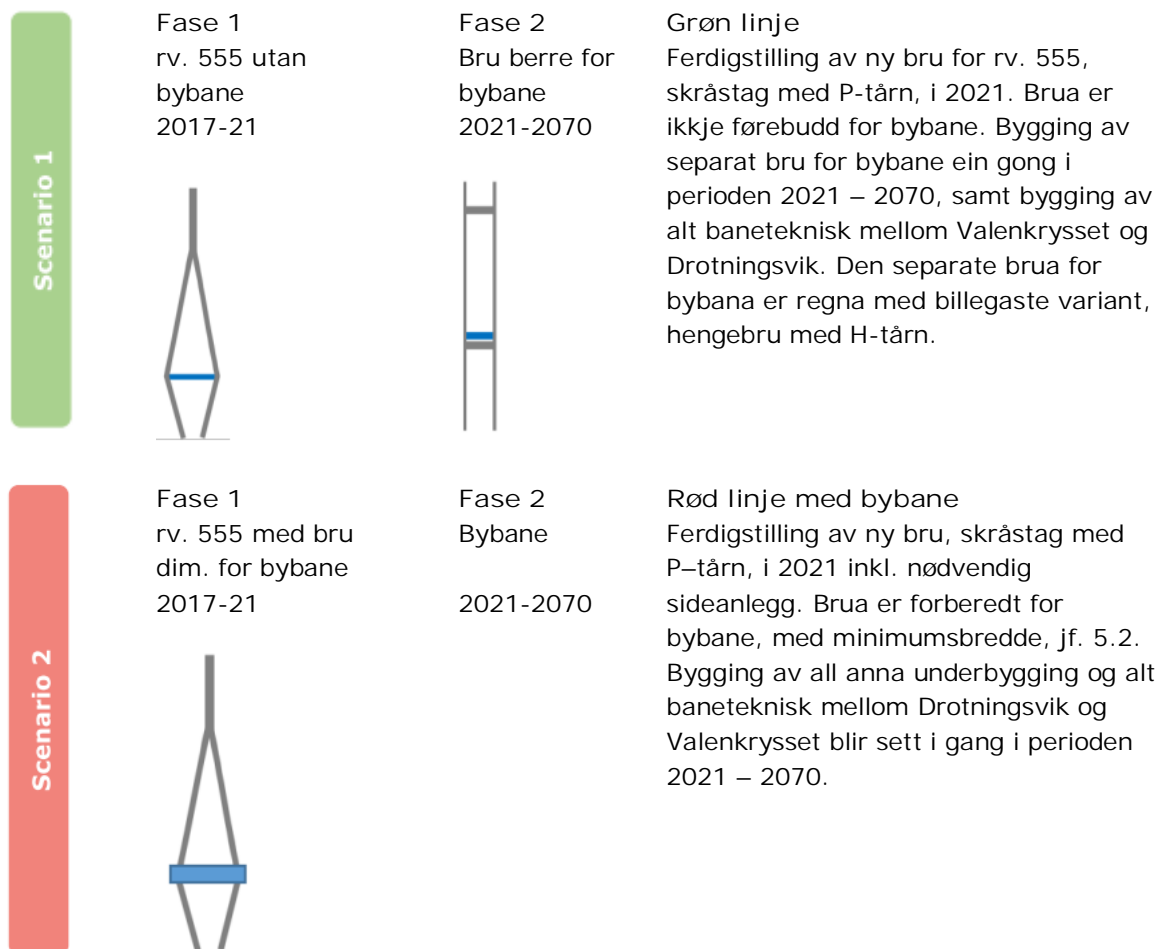 Scenario 1
Fase 1
rv. 555 utan
bybane
2017-21
Fase 2
Bru berre for
bybane
2021-2070
Grøn linje
Ferdigstilling av ny bru for rv. 555,
skråstag med P-tårn, i 2021. Brua er
ikkje førebudd for bybane. Bygging av
separat bru for bybane ein gong i
perioden 2021 – 2070, samt bygging av
alt baneteknisk mellom Valenkrysset og
Drotningsvik. Den separate brua for
bybana er regna med billegaste variant,
hengebru med H-tårn.
Scenario 2
Fase 1
rv. 555 med bru
dim. for bybane
2017-21
Fase 2
Bybane
2021-2070
Rød linje med bybane
Ferdigstilling av ny bru, skråstag med
P–tårn, i 2021 inkl. nødvendig
sideanlegg. Brua er forberedt for
bybane, med minimumsbredde, jf. 5.2.
Bygging av all anna underbygging og alt
baneteknisk mellom Drotningsvik og
Valenkrysset blir sett i gang i perioden
2021 – 2070.